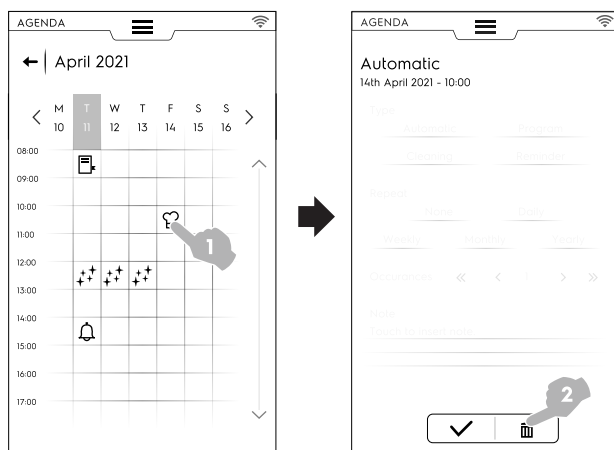 AGENDA
April 2021
M T W T F S S
10 11 12 13 14 15 16
08:00
09:00
10:00
11:00
12:00
13:00
14:00
15:00
16:00
17:00
1
AGENDA
Automatic
14th April 2021 - 10:00
Type
Automatic Program
Cleaning Reminder
Repeat
None Daily
Weekly Monthly Yearly
Occurrences
Note
Touch to insert note
2